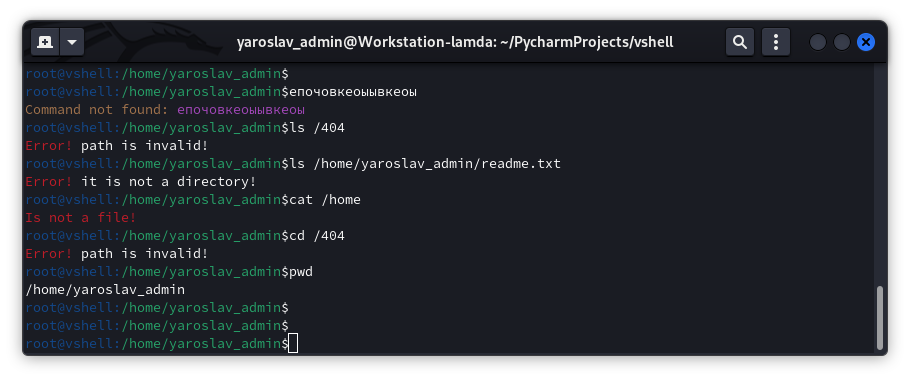 yaroslav_admin@Workstation-lamda: ~/PycharmProjects/vshell
root@vshell:/home/yaroslav_admin$
root@vshell:/home/yaroslav_admin$епочовкеоыывкеоы
Command not found: епочовкеоыывкеоы
root@vshell:/home/yaroslav_admin$ls /404
Error! path is invalid!
root@vshell:/home/yaroslav_admin$ls /home/yaroslav_admin/readme.txt
Error! it is not a directory!
root@vshell:/home/yaroslav_admin$cat /home
Is not a file!
root@vshell:/home/yaroslav_admin$cd /404
Error! path is invalid!
root@vshell:/home/yaroslav_admin$pwd
/home/yaroslav_admin
root@vshell:/home/yaroslav_admin$
root@vshell:/home/yaroslav_admin$
root@vshell:/home/yaroslav_admin$